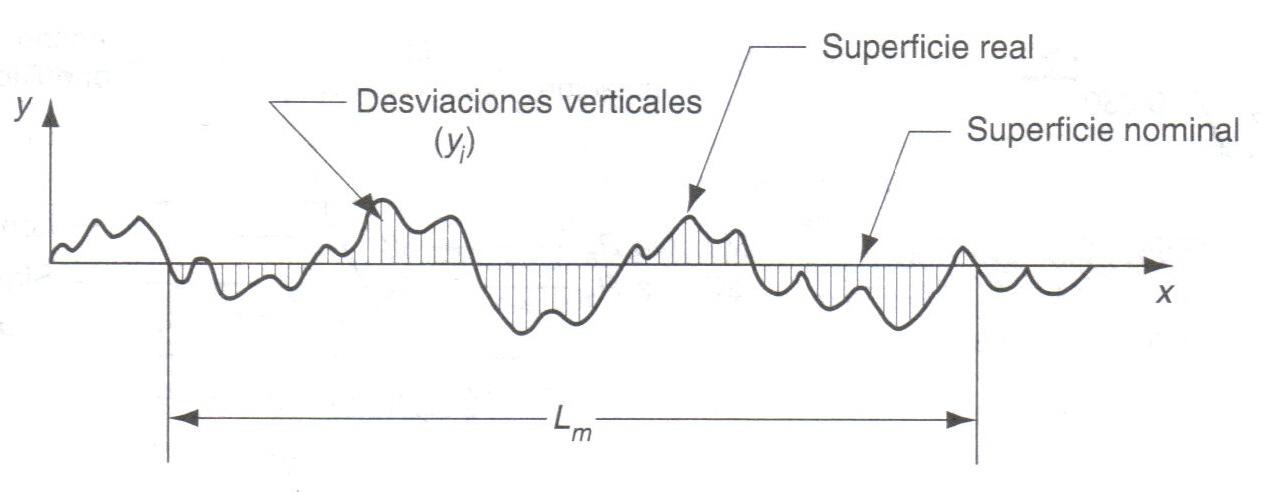 Superficie real
y
Desviaciones verticales
(yi)
Superficie nominal
x
Lm